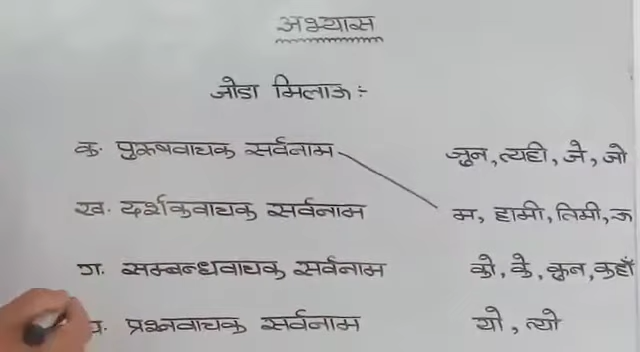 अभ्यास
जोडा मिलाऊ :-
क. पुरुषवाचक सर्वनाम जुन, त्यही, जे, जो
ख. दर्शकवाचक सर्वनाम म, हामी, तिमी, ऊ
ग. सम्बन्धवाचक सर्वनाम को, के, कुन, कहाँ
प्रश्नवाचक सर्वनाम यो, त्यो